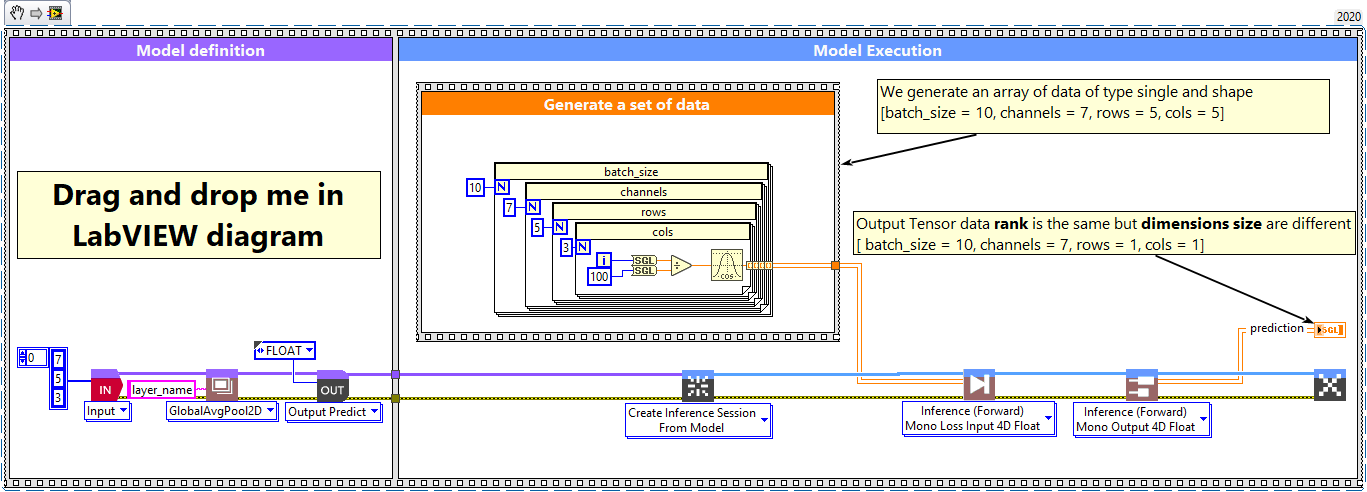 2020
Model definition
Model Execution
Generate a set of data
We generate an array of data of type single and shape
[batch_size = 10, channels = 7, rows = 5, cols = 5]
Drag and drop me in
LabVIEW diagram
batch_size
10
N
channels
7
N
rows
5
N
cols
3
N
i
SGL
100
SGL
÷
COS
Output Tensor data rank is the same but dimensions size are different
[ batch_size = 10, channels = 7, rows = 1, cols = 1]
prediction
SGL
0
7
5
3
FLOAT
IN
layer_name
OUT
Input
GlobalAvgPool2D
Output Predict
Create Inference Session
From Model
Inference (Forward)
Mono Loss Input 4D Float
Inference (Forward)
Mono Output 4D Float